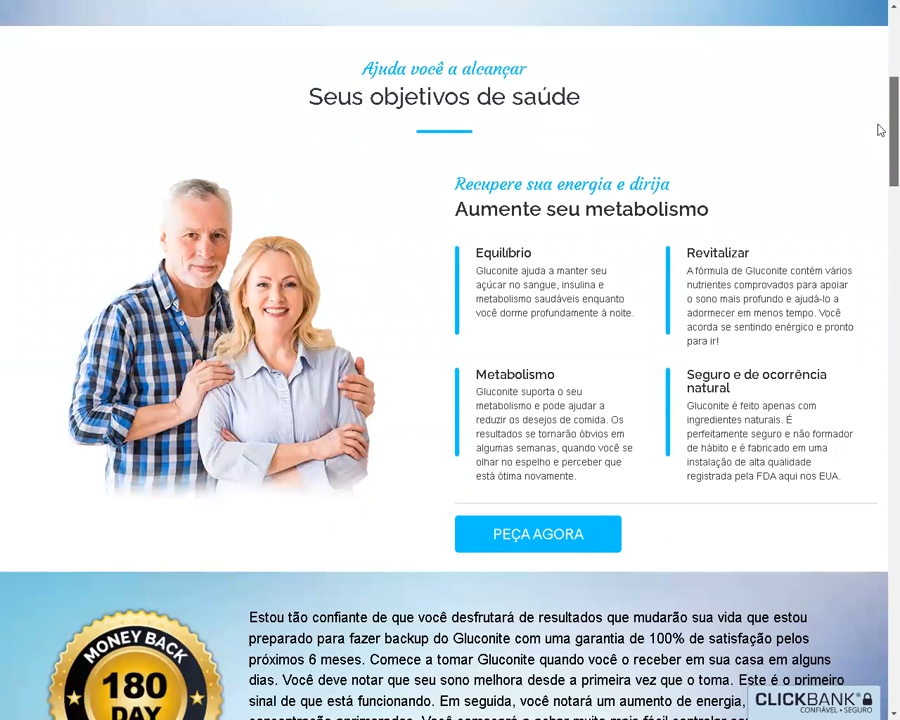 Ajuda você a alcançar
Seus objetivos de saúde
Recupere sua energia e dirija
Aumente seu metabolismo
Equilíbrio
Gluconite ajuda a manter seu
açúcar no sangue, insulina e
metabolismo saudáveis enquanto
você dorme profundamente à noite.
Revitalizar
A fórmula de Gluconite contém vários
nutrientes comprovados para apoiar
o sono mais profundo e ajudá-lo a
adormecer em menos tempo. Você
acorda se sentindo enérgico e pronto
para ir!
Metabolismo
Gluconite suporta o seu
metabolismo e pode ajudar a
reduzir os desejos de comida. Os
resultados se tornarão óbvios em
algumas semanas, quando você se
olhar no espelho e perceber que
está ótima novamente.
Seguro e de ocorrência
natural
Gluconite é feito apenas com
ingredientes naturais. É
perfeitamente seguro e não formador
de hábito e é fabricado em uma
instalação de alta qualidade
registrada pela FDA aqui nos EUA.
PEÇA AGORA
MONEY BACK
180
DAY
Estou tão confiante de que você desfrutará de resultados que mudarão sua vida que estou
preparado para fazer backup do Gluconite com uma garantia de 100% de satisfação pelos
próximos 6 meses. Comece a tomar Gluconite quando você o receber em sua casa em alguns
dias. Você deve notar que seu sono melhora desde a primeira vez que o toma. Este é o primeiro
sinal de que está funcionando. Em seguida, você notará um aumento de energia,
CLICKBANK®
CONFIÁVEL • SEGURO